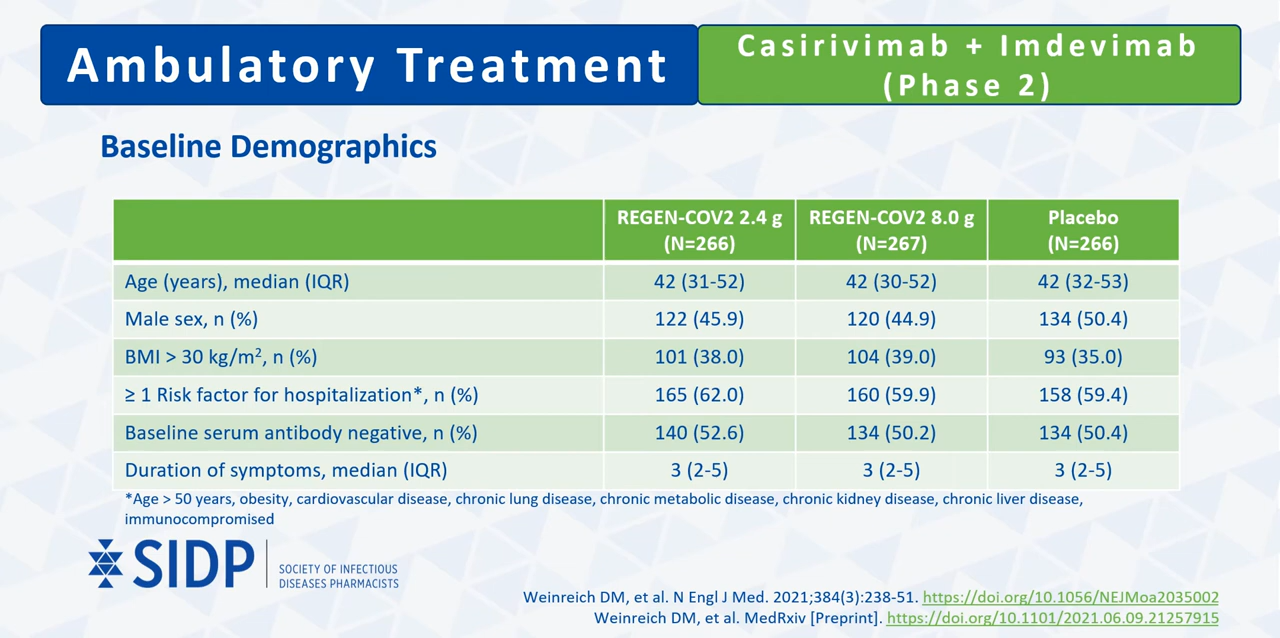 Ambulatory Treatment
Casirivimab + Imdevimab
(Phase 2)
Baseline Demographics
REGEN-COV2 2.4 g (N=266) REGEN-COV2 8.0 g (N=267) Placebo (N=266)
Age (years), median (IQR) 42 (31-52) 42 (30-52) 42 (32-53)
Male sex, n (%) 122 (45.9) 120 (44.9) 134 (50.4)
BMI > 30 kg/m², n (%) 101 (38.0) 104 (39.0) 93 (35.0)
≥ 1 Risk factor for hospitalization*, n (%) 165 (62.0) 160 (59.9) 158 (59.4)
Baseline serum antibody negative, n (%) 140 (52.6) 134 (50.2) 134 (50.4)
Duration of symptoms, median (IQR) 3 (2-5) 3 (2-5) 3 (2-5)
*Age > 50 years, obesity, cardiovascular disease, chronic lung disease, chronic metabolic disease, chronic kidney disease, chronic liver disease,
immunocompromised
SIDP
SOCIETY OF INFECTIOUS
DISEASES PHARMACISTS
Weinreich DM, et al. N Engl J Med. 2021;384(3):238-51. https://doi.org/10.1056/NEJMoa2035002
Weinreich DM, et al. MedRxiv [Preprint]. https://doi.org/10.1101/2021.06.09.21257915